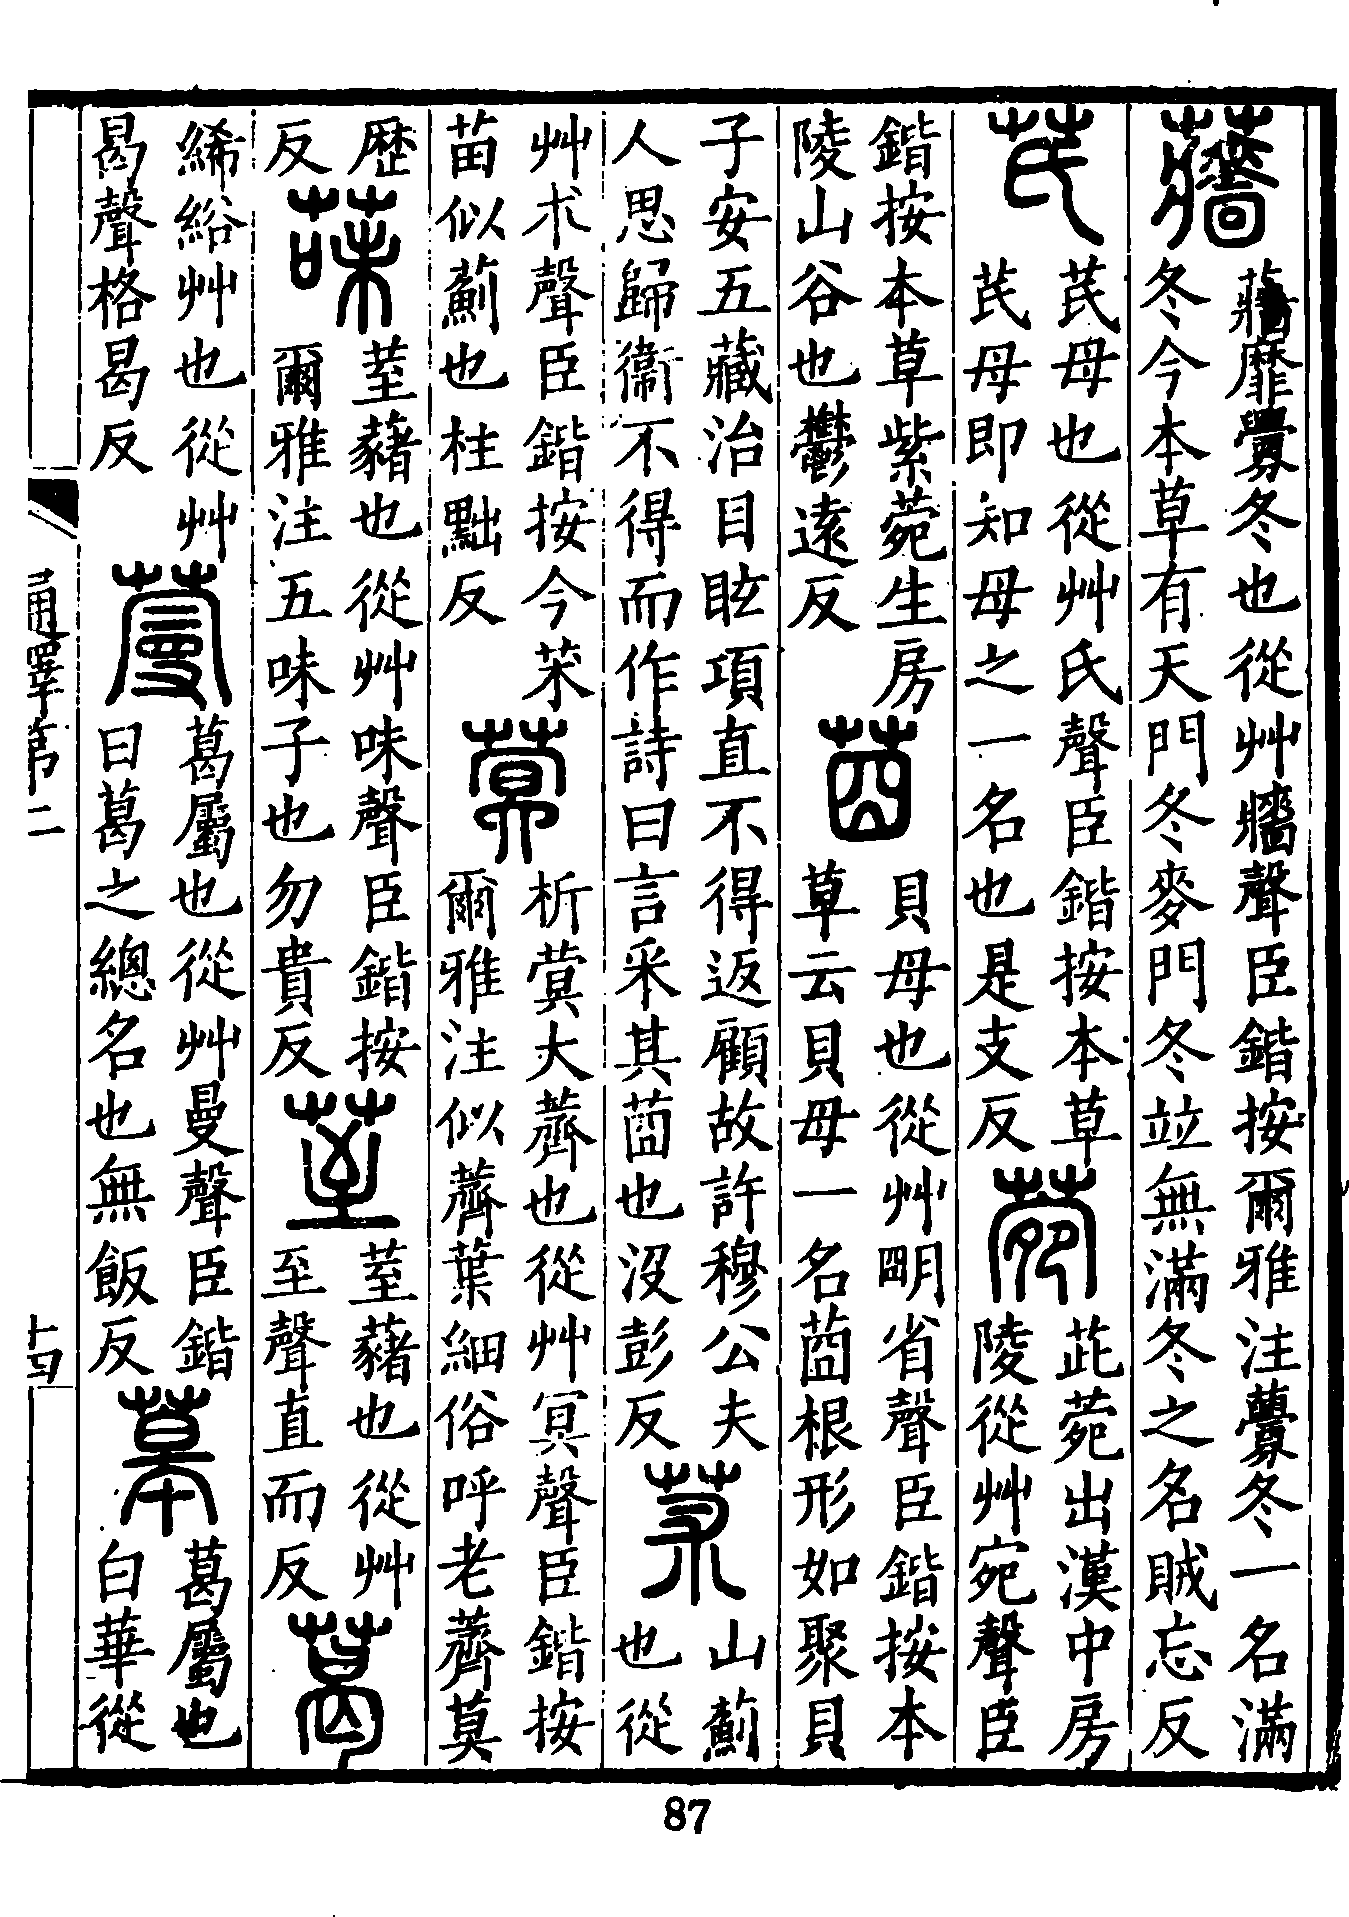 蘠蘠靡虋冬也從艸牆聲臣鍇按爾雅注虋冬一名滿
冬今本草有天門冬麥門冬並無滿冬之名賊忘反
芪芪母也從艸氏聲臣鍇按本草
芪母即知母之一名也是支反
菀茈菀出漢中房
陵從艸宛聲臣
鍇按本草紫菀生房
陵山谷也鬱遠反
茵貝母也從艸朙省聲臣鍇按本
草云貝母一名茵根形如聚貝
子安五藏治目眩項直不得返顧故許穆公夫
人思歸衞不得而作詩曰言采其茵也沒彭反
茮山薊
也從
艸朮聲臣鍇按今茮
苗似薊也柱黜反
蓂析蓂大薺也從艸冥聲臣鍇按
爾雅注似薺葉細俗呼老薺莫
歷
反
菋荎藸也從艸味聲臣鍇按
爾雅注五味子也勿貴反
荎荎藸也從艸
至聲直而反
葛
絺綌艸也從艸
曷聲格曷反
蔓葛屬也從艸曼聲臣鍇
曰葛之總名也無飯反
葟葛屬也
白華從
通釋第二
十四
87